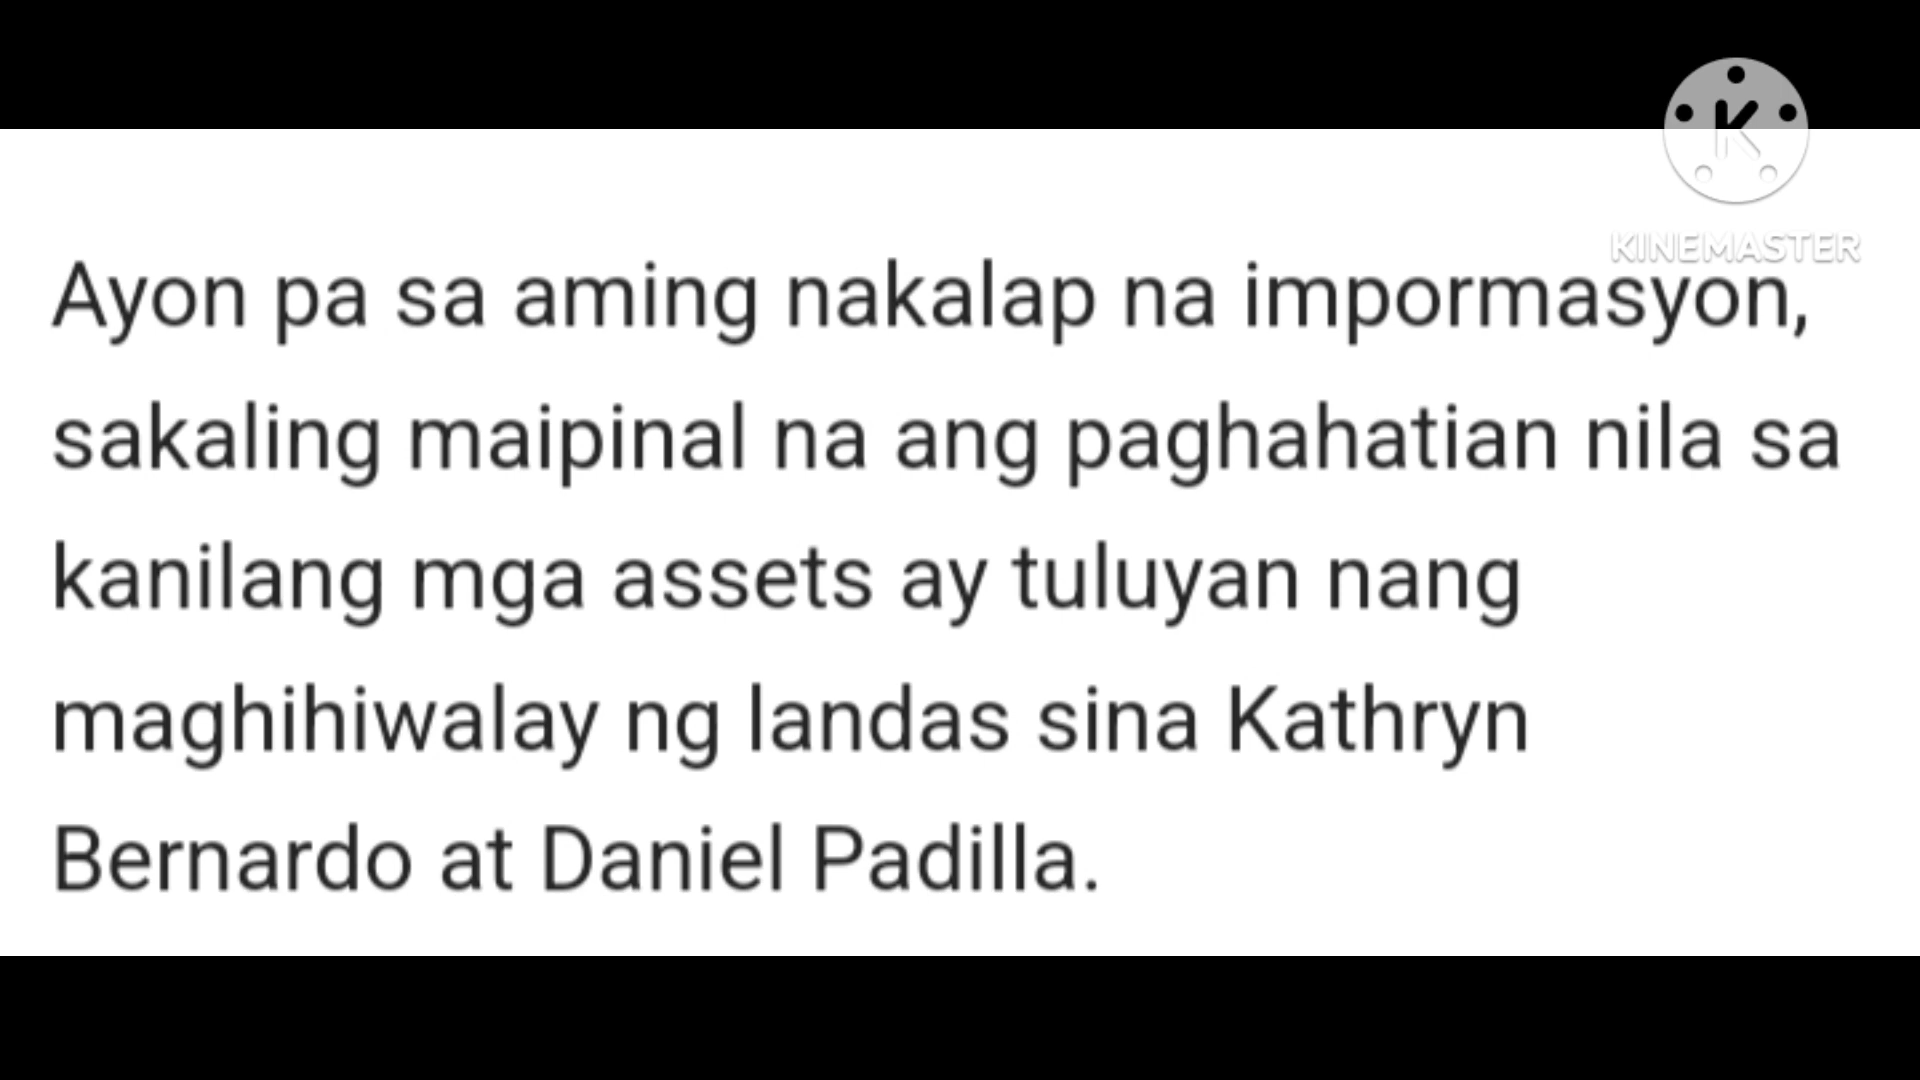 KINEMASTER
Ayon pa sa aming nakalap na impormasyon,
sakaling maipinal na ang paghahatian nila sa
kanilang mga assets ay tuluyan nang
maghihiwalay ng landas sina Kathryn
Bernardo at Daniel Padilla.